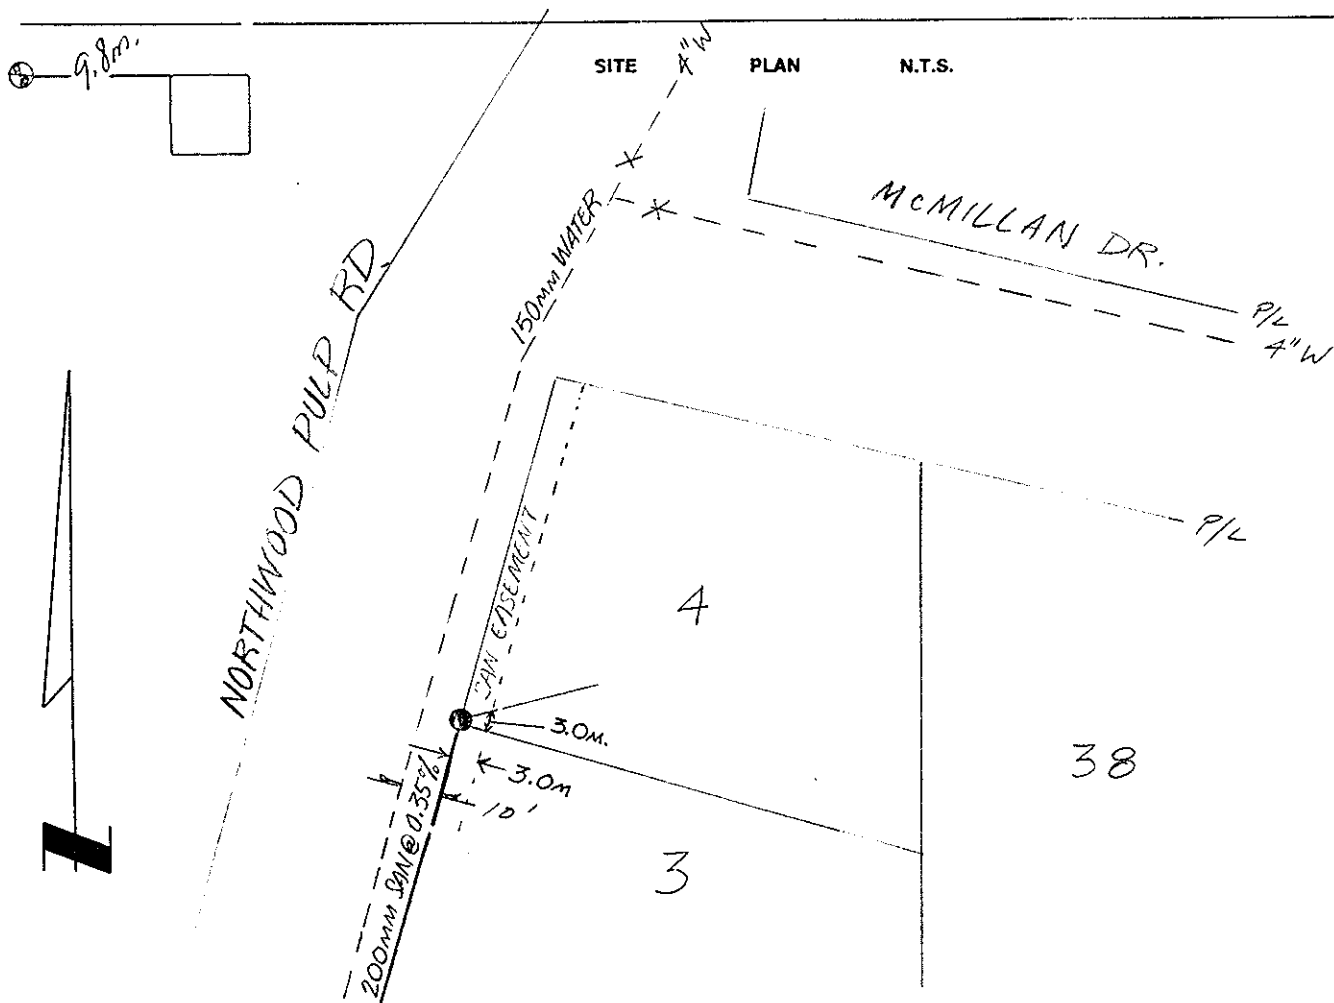 9.8m.
SITE PLAN N.T.S.
4"W
McMILLAN DR.
P/L
4"W
150MM WATER
NORTHWOOD PULP RD.
P/L
SAN EASEMENT
4
3.0M.
3.0M
10'
38
3
200MM SAN@0.35%